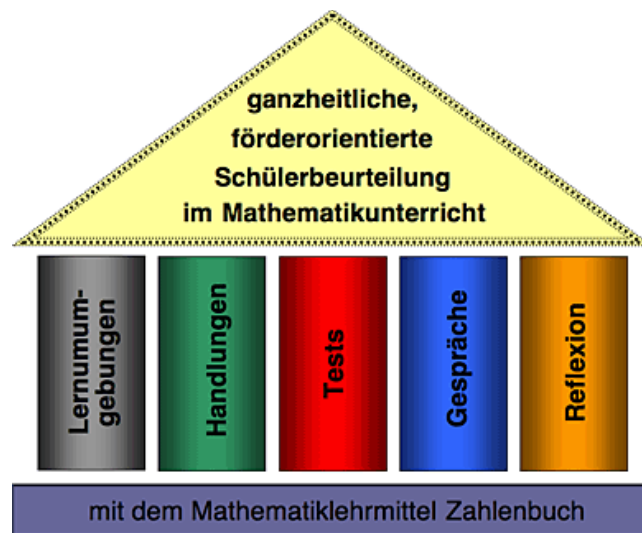 ganzheitliche,
förderorientierte
Schülerbeurteilung
im Mathematikunterricht
Lernumum-
gebungen
Handlungen
Tests
Gespräche
Reflexion
mit dem Mathematiklehrmittel Zahlenbuch